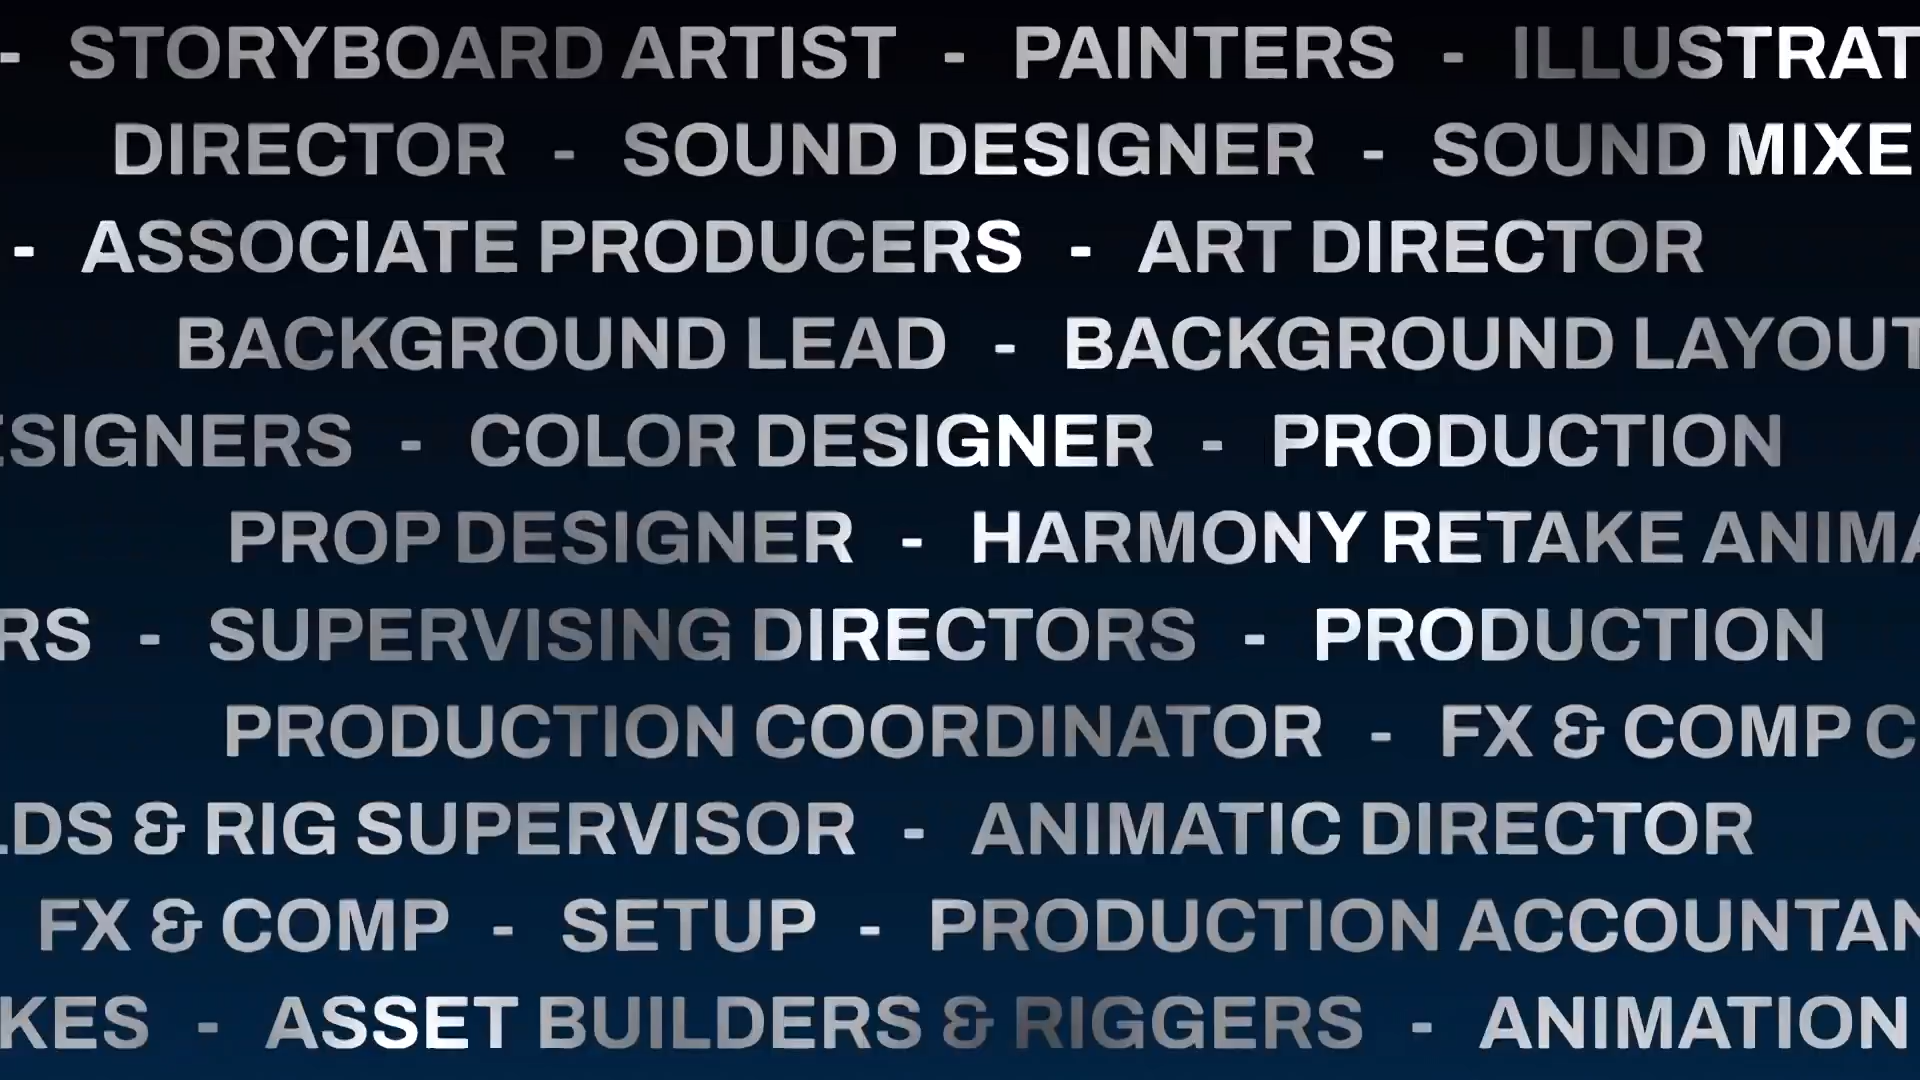 - STORYBOARD ARTIST - PAINTERS - ILLUSTRAT
DIRECTOR - SOUND DESIGNER - SOUND MIXE
- ASSOCIATE PRODUCERS - ART DIRECTOR
BACKGROUND LEAD - BACKGROUND LAYOUT
ESIGNERS - COLOR DESIGNER - PRODUCTION
PROP DESIGNER - HARMONY RETAKE ANIMA
RS - SUPERVISING DIRECTORS - PRODUCTION
PRODUCTION COORDINATOR - FX & COMP C
LDS & RIG SUPERVISOR - ANIMATIC DIRECTOR
FX & COMP - SETUP - PRODUCTION ACCOUNTAN
KES - ASSET BUILDERS & RIGGERS - ANIMATION